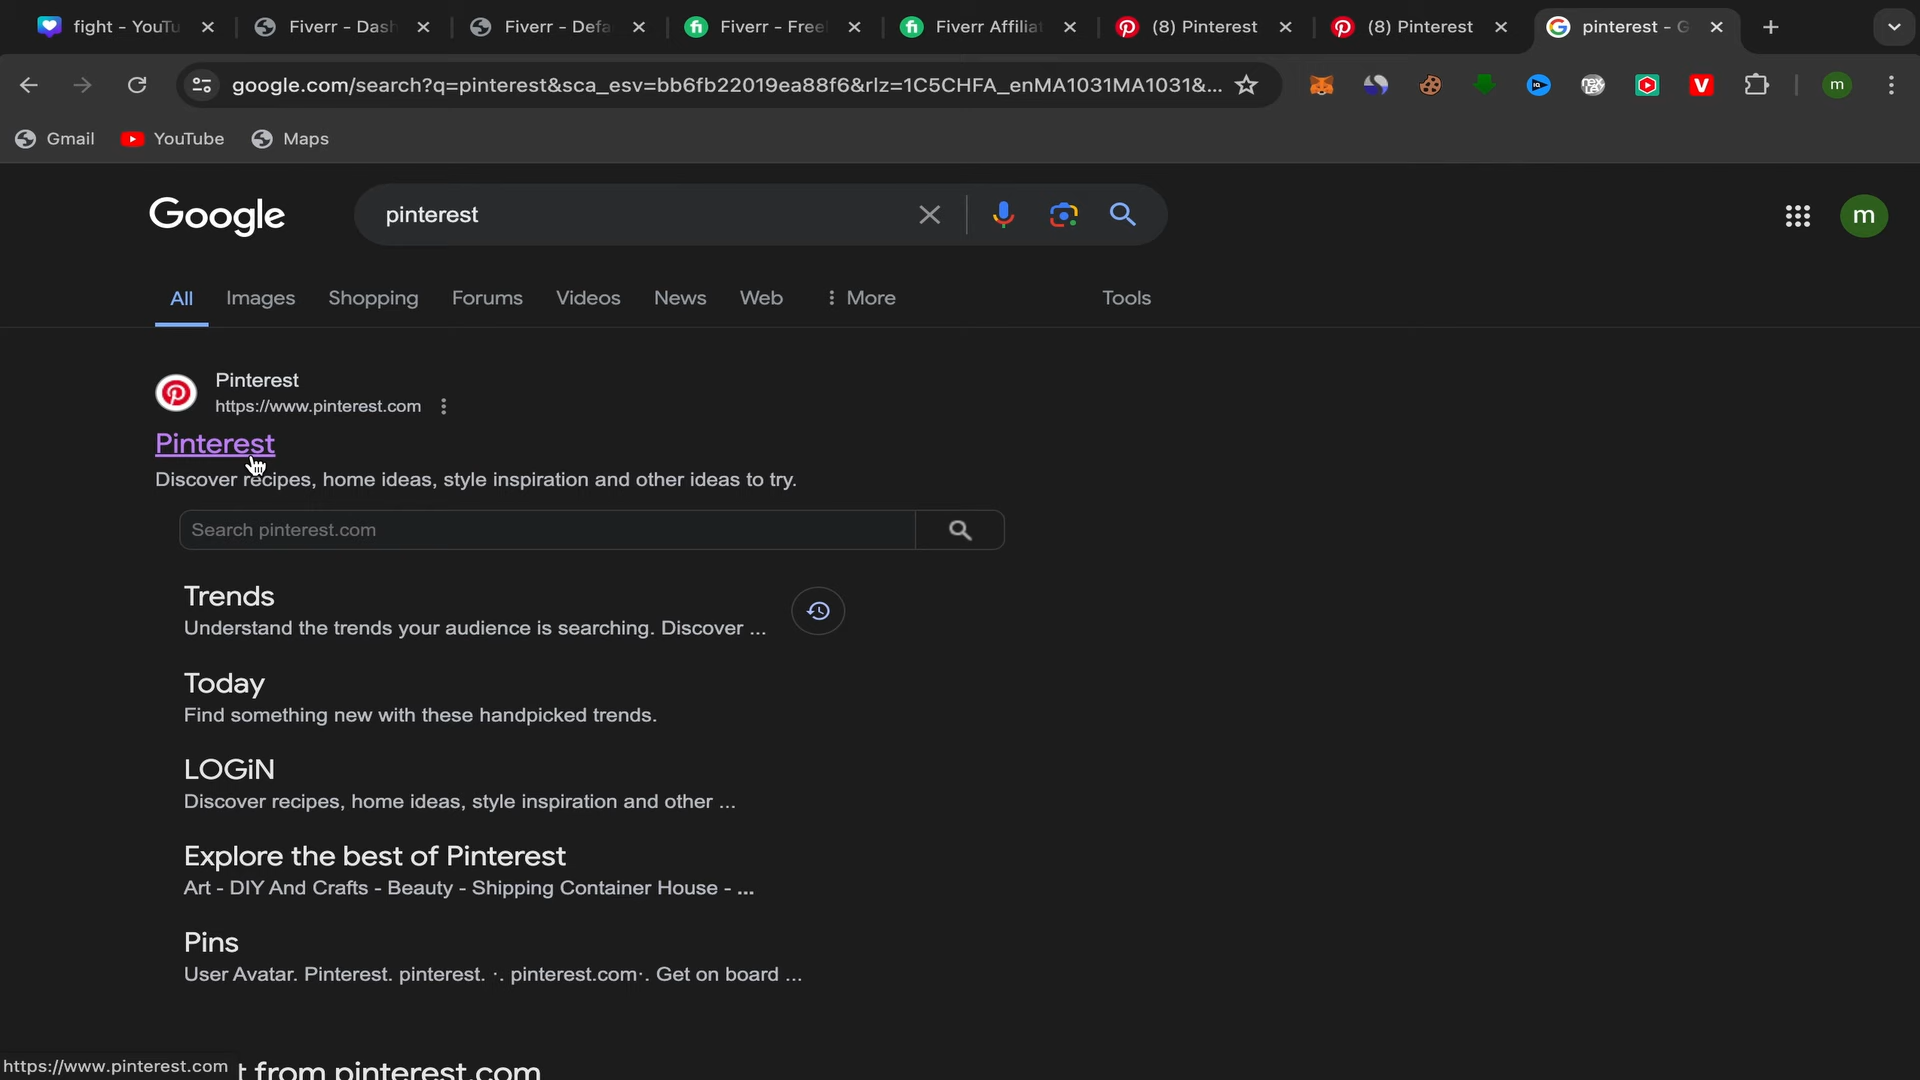 fight - YouTu
Fiverr - Dash
Fiverr - Defa
Fiverr - Free
Fiverr Affiliat
(8) Pinterest
(8) Pinterest
pinterest - G
google.com/search?q=pinterest&sca_esv=bb6fb22019ea88f6&rlz=1C5CHFA_enMA1031MA1031&...
m
Gmail
YouTube
Maps
Google
pinterest
m
All
Images
Shopping
Forums
Videos
News
Web
More
Tools
Pinterest
https://www.pinterest.com
Pinterest
Discover recipes, home ideas, style inspiration and other ideas to try.
Search pinterest.com
Trends
Understand the trends your audience is searching. Discover ...
Today
Find something new with these handpicked trends.
LOGiN
Discover recipes, home ideas, style inspiration and other ...
Explore the best of Pinterest
Art - DIY And Crafts - Beauty - Shipping Container House - ...
Pins
User Avatar. Pinterest. pinterest. ·. pinterest.com·. Get on board ...
https://www.pinterest.com
from pinterest.com